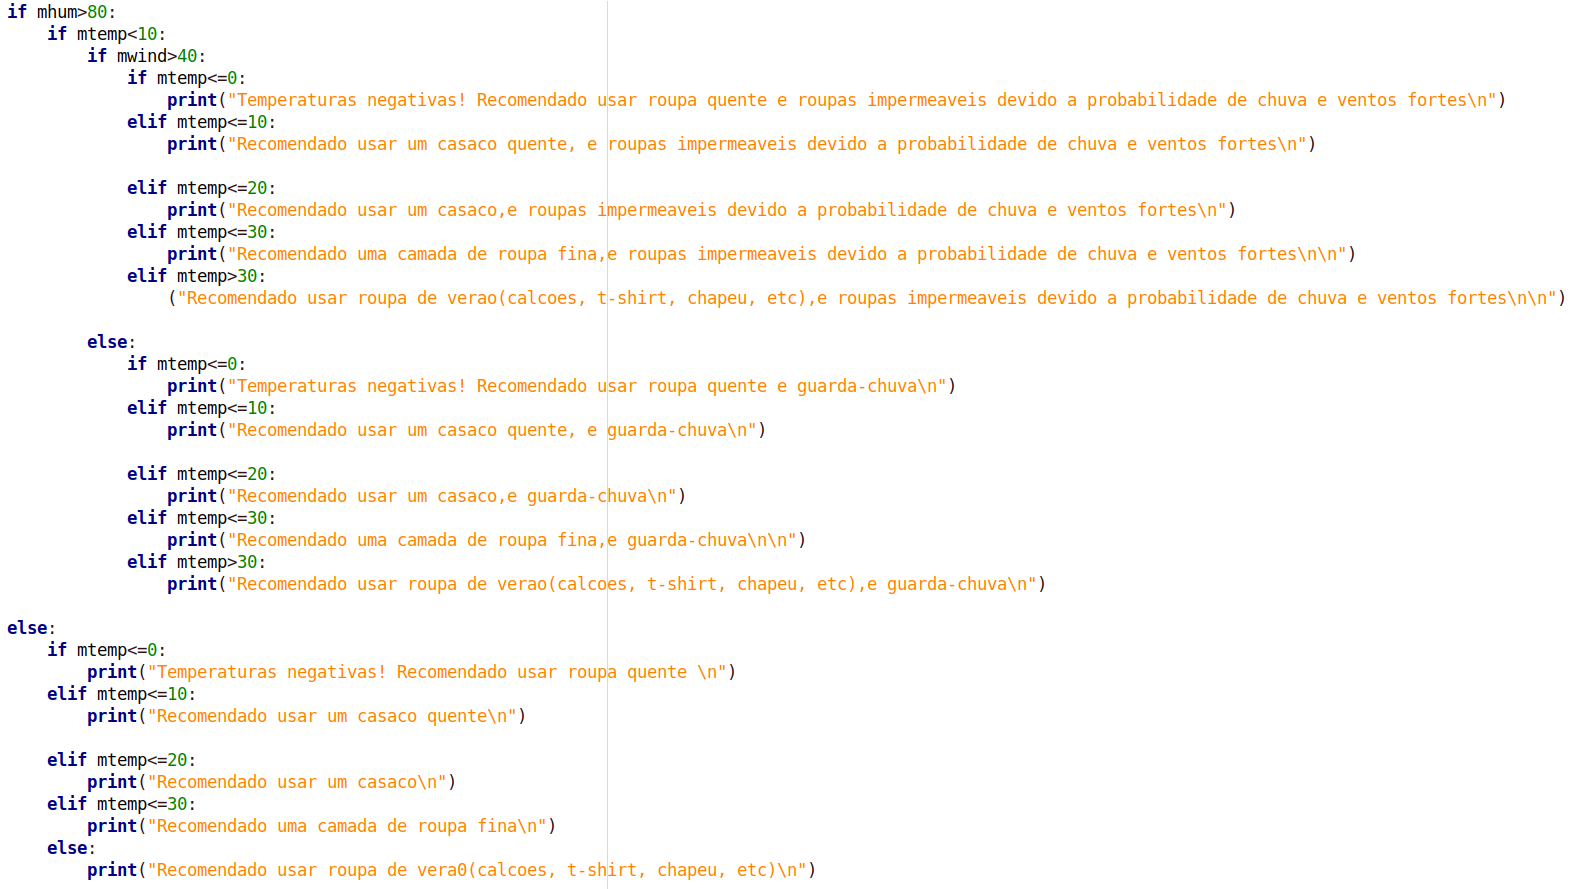 if mhum>80:
    if mtemp<10:
        if mwind>40:
            if mtemp<=0:
                print("Temperaturas negativas! Recomendado usar roupa quente e roupas impermeaveis devido a probabilidade de chuva e ventos fortes\n")
            elif mtemp<=10:
                print("Recomendado usar um casaco quente, e roupas impermeaveis devido a probabilidade de chuva e ventos fortes\n")

            elif mtemp<=20:
                print("Recomendado usar um casaco,e roupas impermeaveis devido a probabilidade de chuva e ventos fortes\n")
            elif mtemp<=30:
                print("Recomendado uma camada de roupa fina,e roupas impermeaveis devido a probabilidade de chuva e ventos fortes\n\n")
            elif mtemp>30:
                ("Recomendado usar roupa de verao(calcoes, t-shirt, chapeu, etc),e roupas impermeaveis devido a probabilidade de chuva e ventos fortes\n\n")

        else:
            if mtemp<=0:
                print("Temperaturas negativas! Recomendado usar roupa quente e guarda-chuva\n")
            elif mtemp<=10:
                print("Recomendado usar um casaco quente, e guarda-chuva\n")

            elif mtemp<=20:
                print("Recomendado usar um casaco,e guarda-chuva\n")
            elif mtemp<=30:
                print("Recomendado uma camada de roupa fina,e guarda-chuva\n\n")
            elif mtemp>30:
                print("Recomendado usar roupa de verao(calcoes, t-shirt, chapeu, etc),e guarda-chuva\n")

else:
    if mtemp<=0:
        print("Temperaturas negativas! Recomendado usar roupa quente \n")
    elif mtemp<=10:
        print("Recomendado usar um casaco quente\n")

    elif mtemp<=20:
        print("Recomendado usar um casaco\n")
    elif mtemp<=30:
        print("Recomendado uma camada de roupa fina\n")
    else:
        print("Recomendado usar roupa de vera0(calcoes, t-shirt, chapeu, etc)\n")